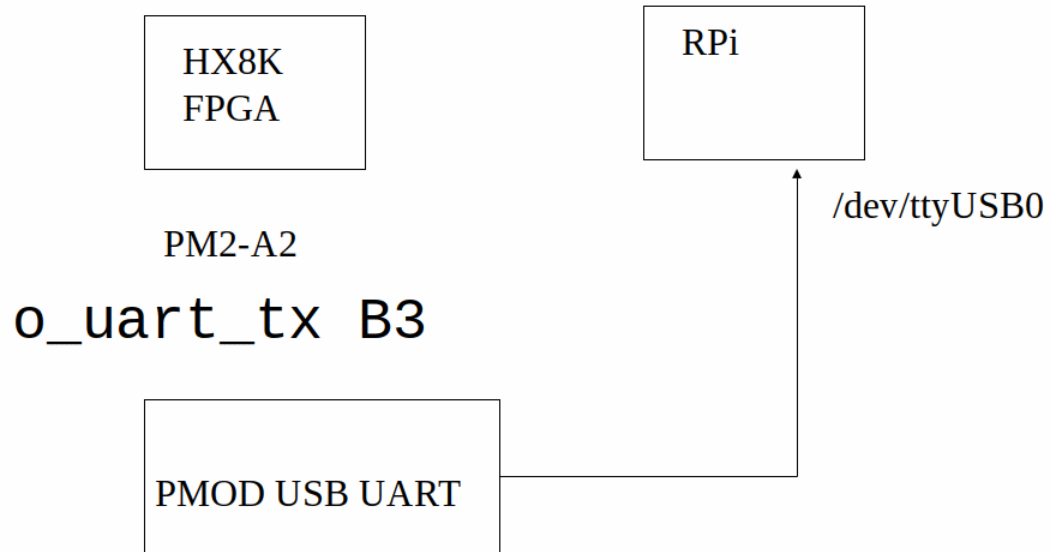 HX8K
FPGA
RPi
/dev/ttyUSB0
PM2-A2
o_uart_tx B3
PMOD USB UART